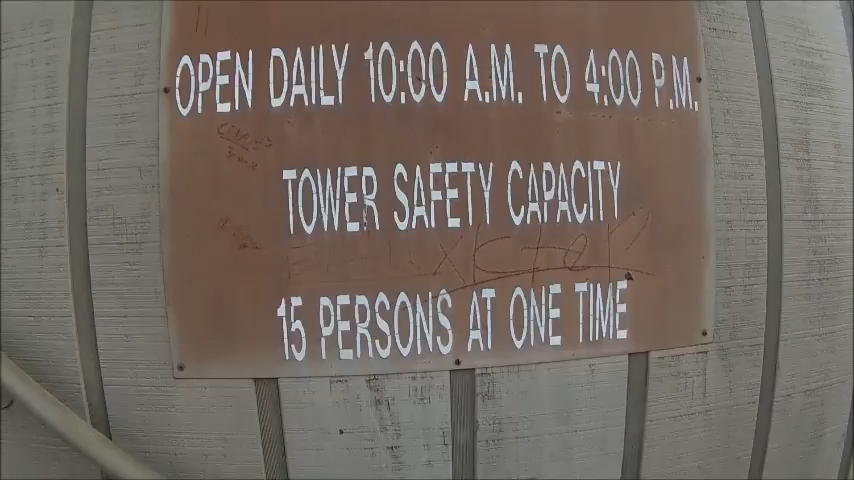 OPEN DAILY 10:00 A.M. TO 4:00 P.M.
TOWER SAFETY CAPACITY
15 PERSONS AT ONE TIME